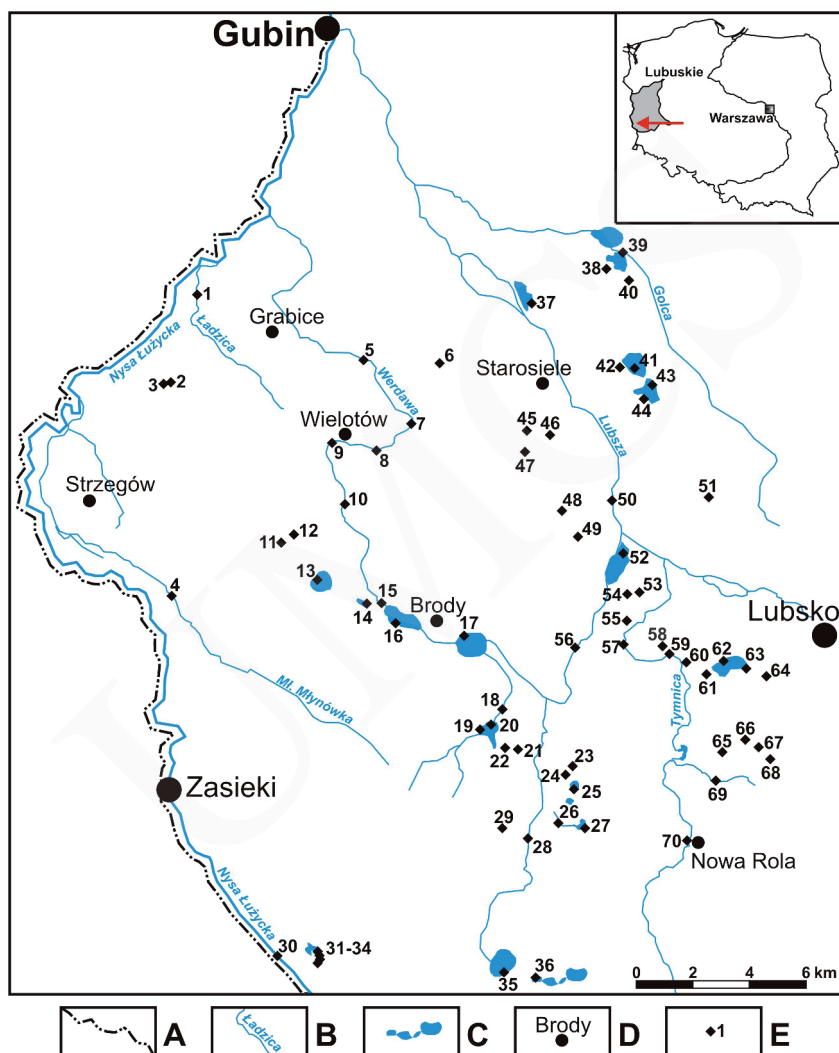 Gubin
Lubuskie
Warszawa
39
38
40
Golca
37
1
Ładzica
Nysa Łużycka
Grabice
5
6
Werdawa
Starosiele
42
41
43
44
3
2
Wielotów
7
45
46
Lubsza
9
8
47
Strzegów
10
48
50
51
12
11
49
52
13
4
15
14
Brody
16
17
54
53
55
Lubsko
56
57
58
59
60
62
63
61
64
Mł. Młynówka
Tymnica
18
19
20
22
21
23
24
25
65
66
67
68
69
Zasieki
29
26
27
28
70
Nowa Rola
Nysa Łużycka
30
31-34
35
36
0
2
4
6 km
A
Ładzica
B
C
Brody
D
1
E
UMCS